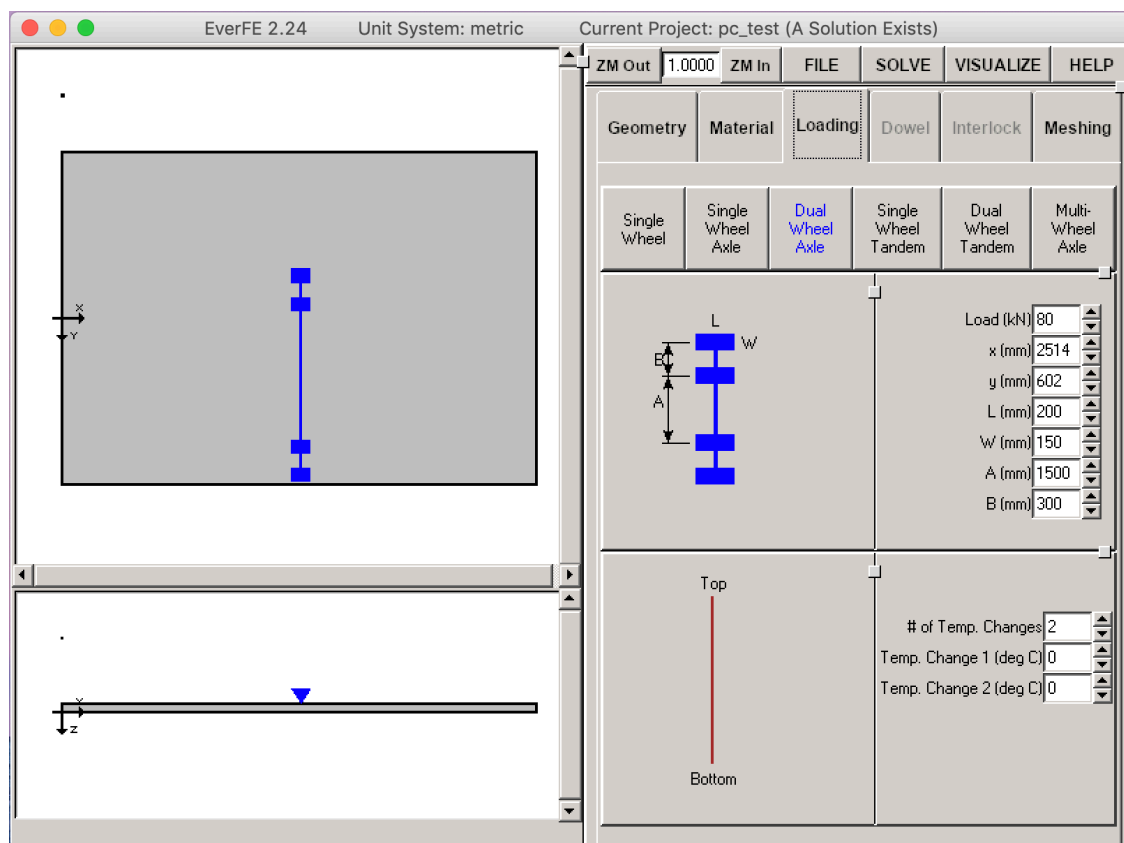 EverFE 2.24 Unit System: metric Current Project: pc_test (A Solution Exists)
ZM Out 1.0000 ZM In FILE SOLVE VISUALIZE HELP
Geometry Material Loading Dowel Interlock Meshing
Single Wheel
Single Wheel Axle
Dual Wheel Axle
Single Wheel Tandem
Dual Wheel Tandem
Multi-Wheel Axle
X
Y
L
W
B
A
Load (kN) 80
x (mm) 2514
y (mm) 602
L (mm) 200
W (mm) 150
A (mm) 1500
B (mm) 300
X
Z
Top
Bottom
# of Temp. Changes 2
Temp. Change 1 (deg C) 0
Temp. Change 2 (deg C) 0